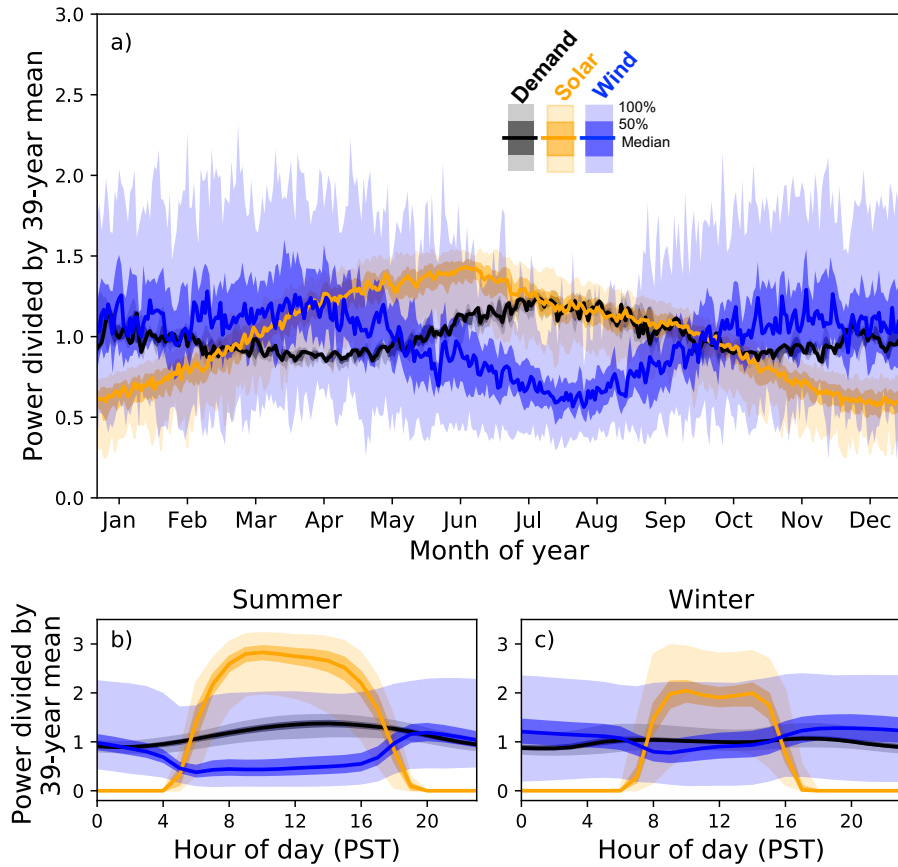 a)
Power divided by 39-year mean
3.0
2.5
2.0
1.5
1.0
0.5
0.0
Demand
Solar
Wind
100%
50%
Median
Jan Feb Mar Apr May Jun Jul Aug Sep Oct Nov Dec
Month of year
Summer
Winter
Power divided by
39-year mean
b)
3
2
1
0
0 4 8 12 16 20
Hour of day (PST)
c)
3
2
1
0
0 4 8 12 16 20
Hour of day (PST)